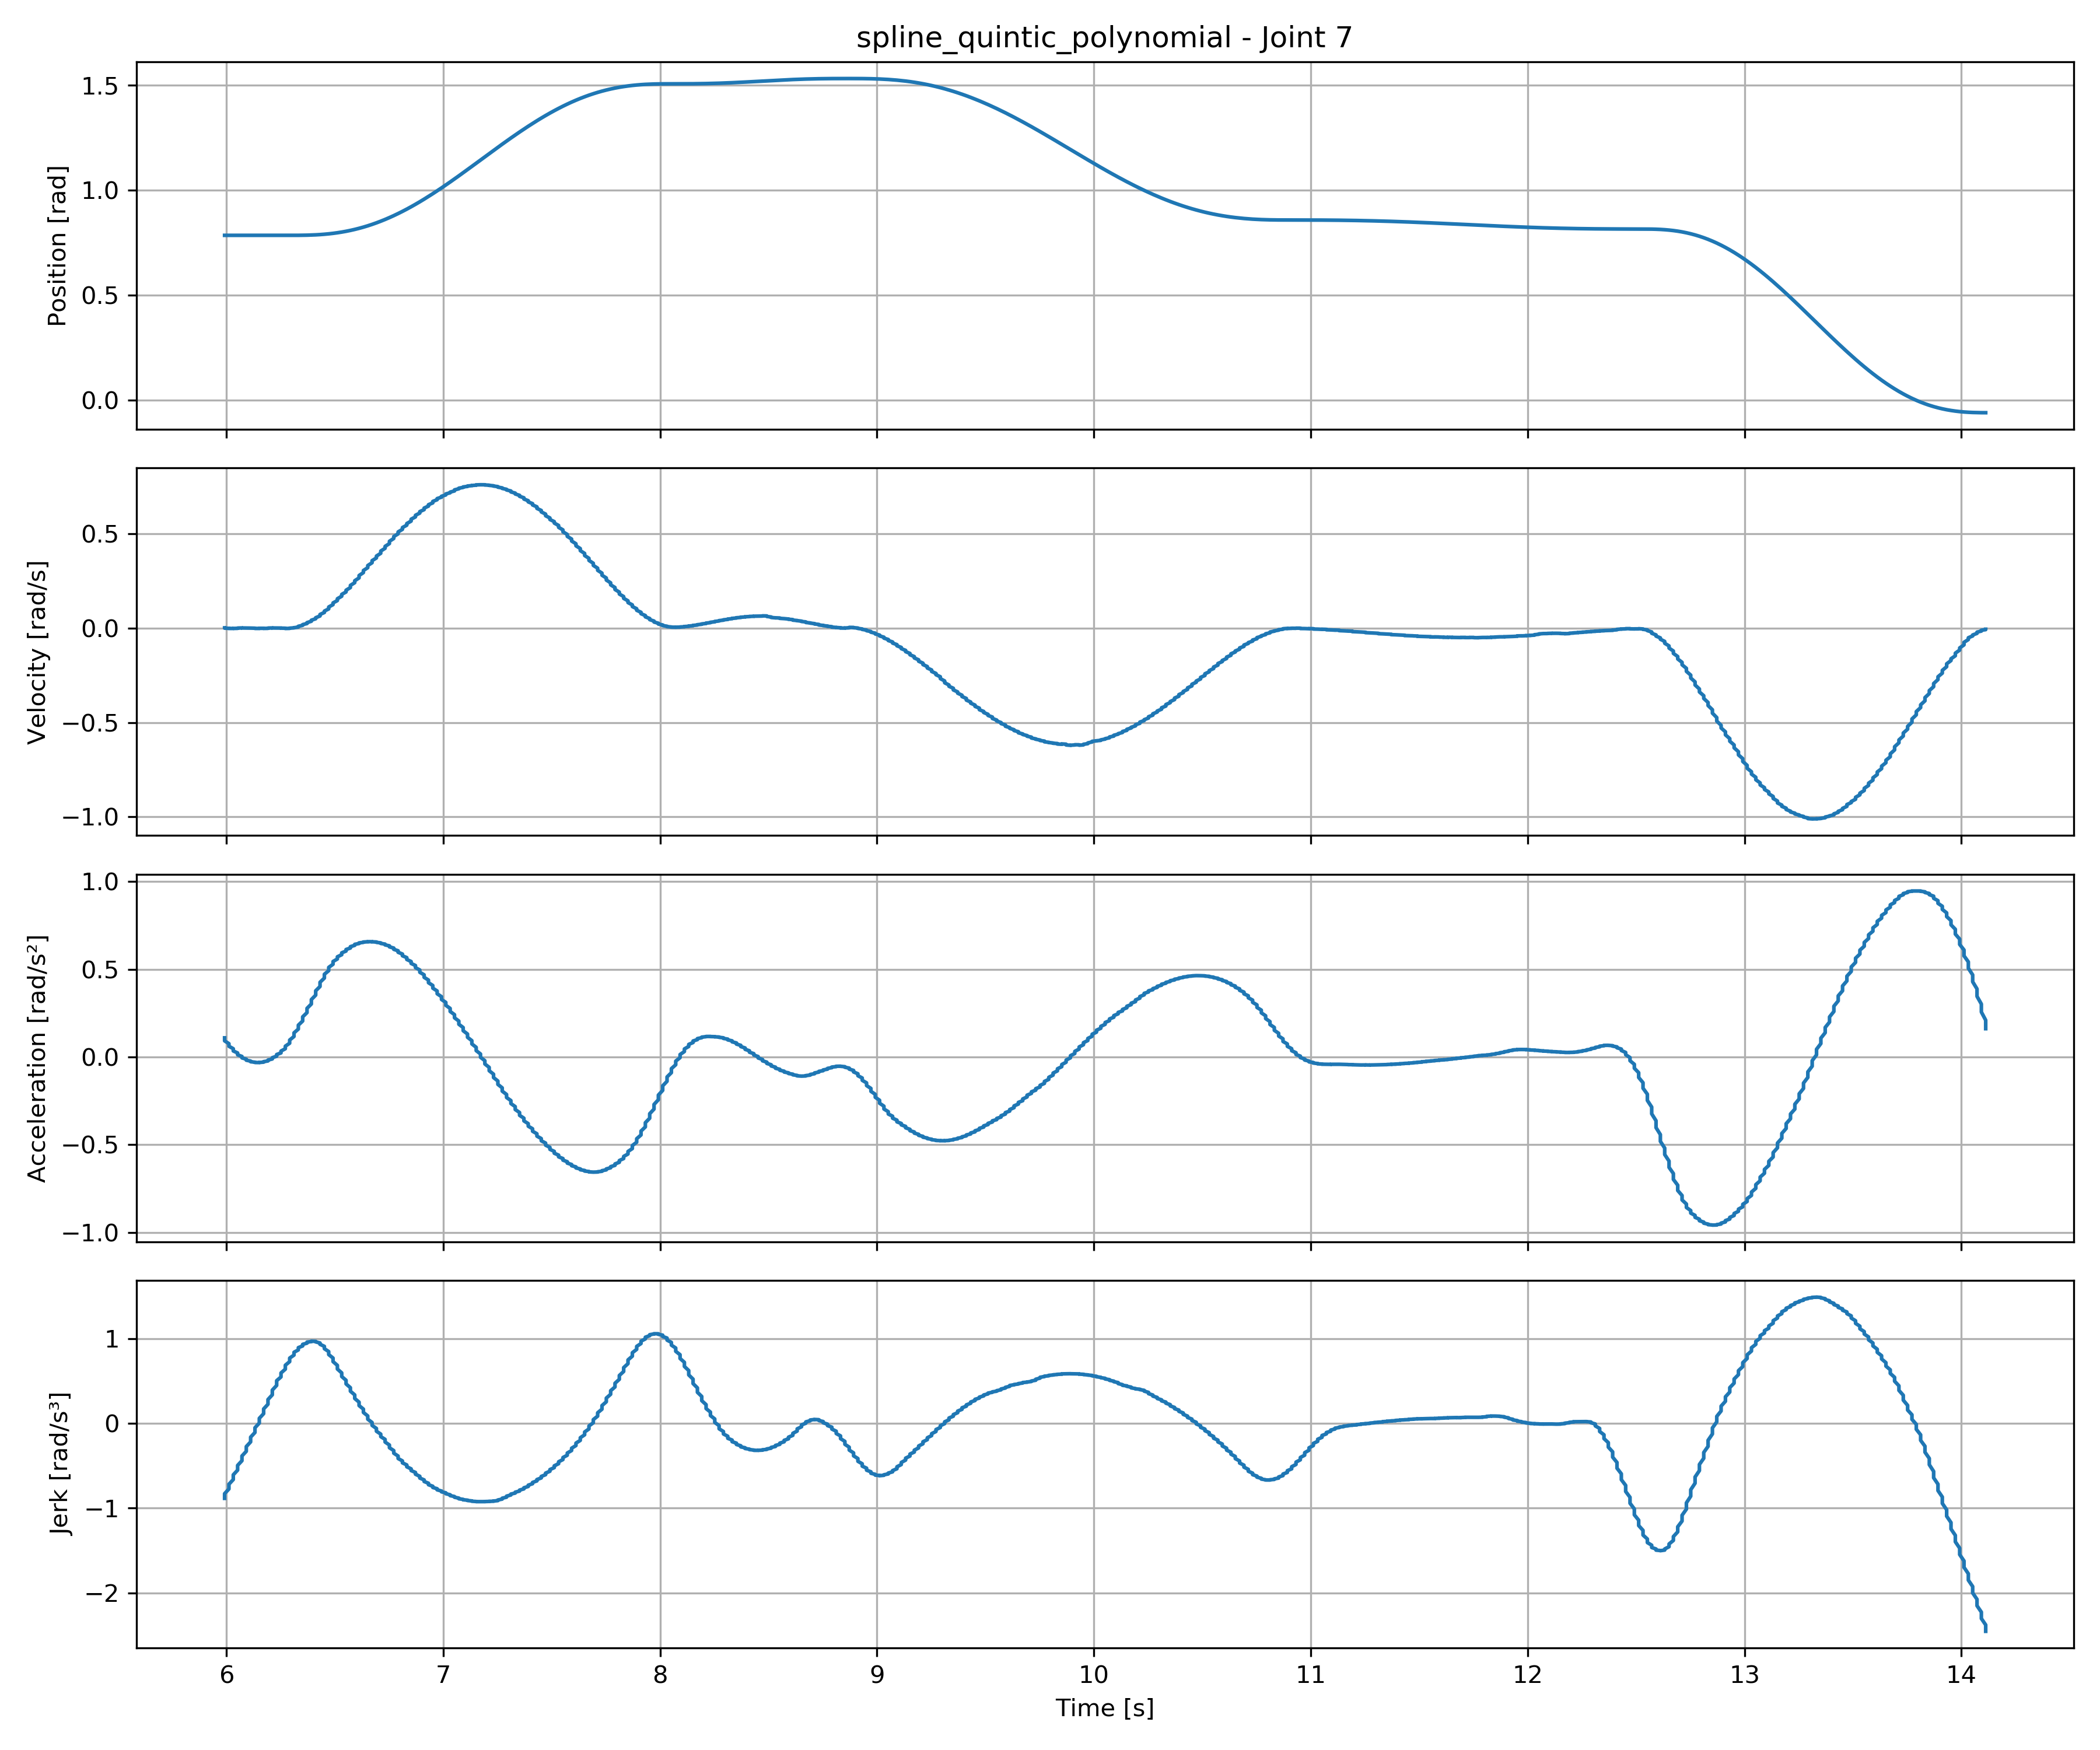 spline_quintic_polynomial - Joint 7
1.5
1.0
0.5
0.0
Position [rad]
0.5
0.0
−0.5
−1.0
Velocity [rad/s]
1.0
0.5
0.0
−0.5
−1.0
Acceleration [rad/s²]
1
0
−1
−2
Jerk [rad/s³]
6 7 8 9 10 11 12 13 14
Time [s]